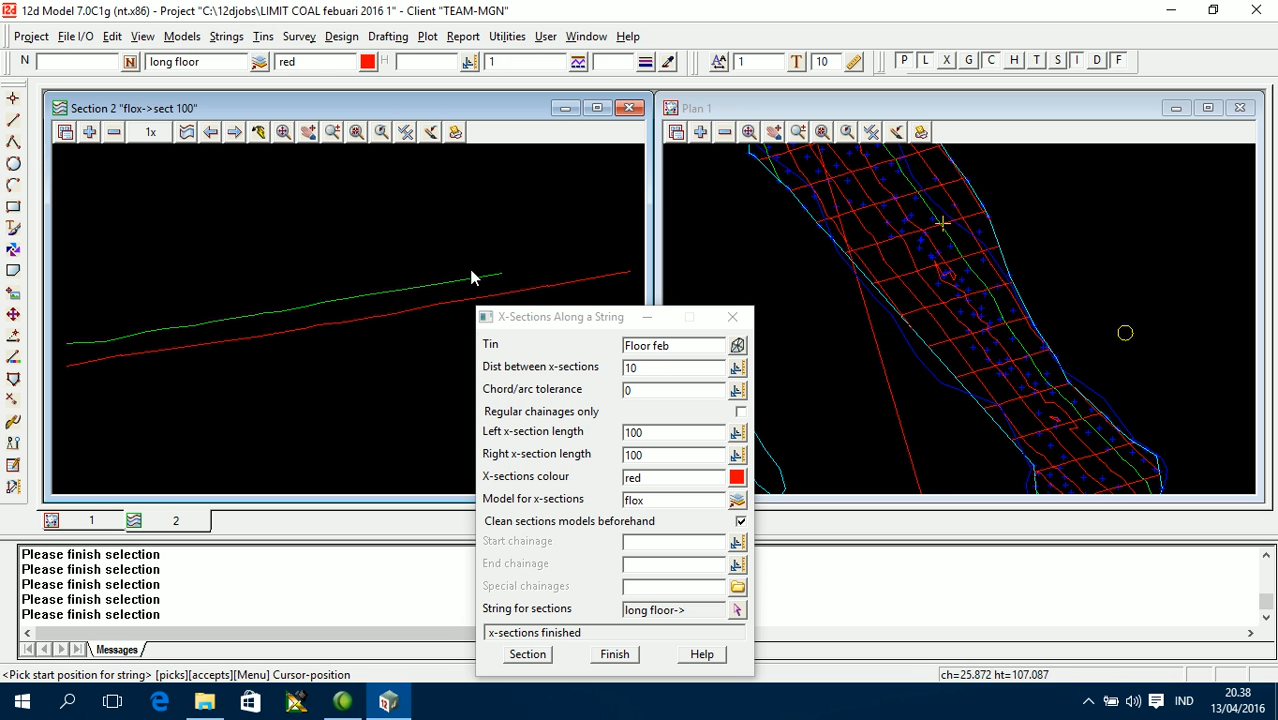 12d Model 7.0C1g (nt.x86) - Project "C:\12djobs\LIMIT COAL febuari 2016 1" - Client "TEAM-MGN"
Project File I/O Edit View Models Strings Tins Survey Design Drafting Plot Report Utilities User Window Help
N N long floor red H 1 1 T 10 P L X G C H T S I D F
Section 2 "flox->sect 100"
Plan 1
1x
X-Sections Along a String
Tin Floor feb
Dist between x-sections 10
Chord/arc tolerance 0
Regular chainages only
Left x-section length 100
Right x-section length 100
X-sections colour red
Model for x-sections flox
Clean sections models beforehand
Start chainage
End chainage
Special chainages
String for sections long floor->
x-sections finished
Section Finish Help
1 2
Please finish selection
Please finish selection
Please finish selection
Please finish selection
Please finish selection
Messages
<Pick start position for string> [picks][accepts][Menu] Cursor-position
ch=25.872 ht=107.087
IND
20.38
13/04/2016